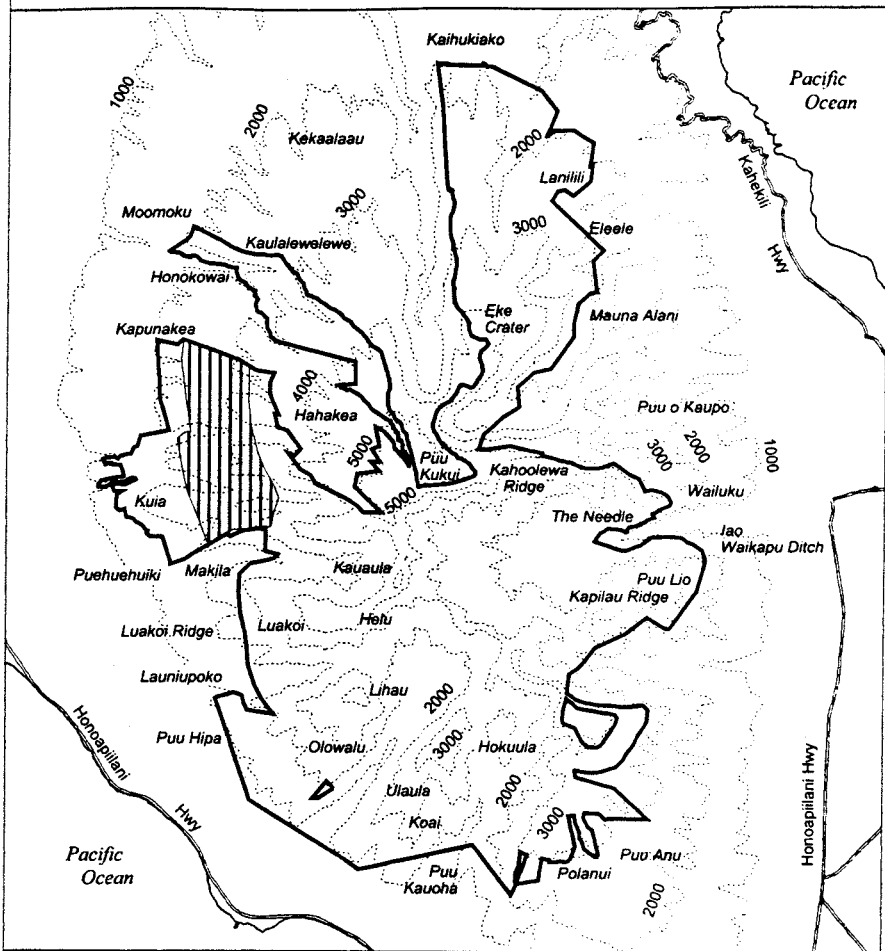 Kaihukiako
Pacific
Ocean
1000
2000
Kekaalaau
2000
Lanilili
Kahekili
Hwy
Moomoku
3000
Kaulalewelewe
3000
Eleele
Honokowai
Eke
Crater
Mauna Alani
Kapunakea
4000
Hahakea
Puu o Kaupo
3000
2000
1000
5000
Puu
Kukui
Kahoolewa
Ridge
Wailuku
Kuia
5000
The Needle
Iao
Waikapu Ditch
Puehuehuiki
Makila
Kauaula
Puu Lio
Kapilau Ridge
Luakoi Ridge
Luakoi
Helu
Launiupoko
Lihau
2000
Puu Hipa
Olowalu
3000
Hokuula
Honoapiilani
Hwy
Ulaula
2000
Koai
3000
Honoapiilani Hwy
Pacific
Ocean
Puu
Kauoha
Polanui
Puu Anu
2000